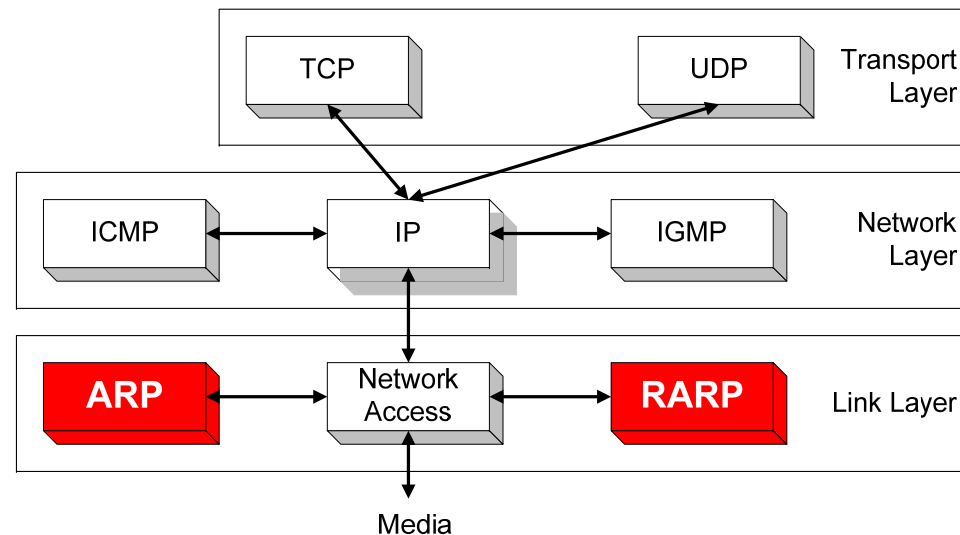 TCP
UDP
Transport
Layer
ICMP
IP
IGMP
Network
Layer
ARP
Network
Access
RARP
Link Layer
Media